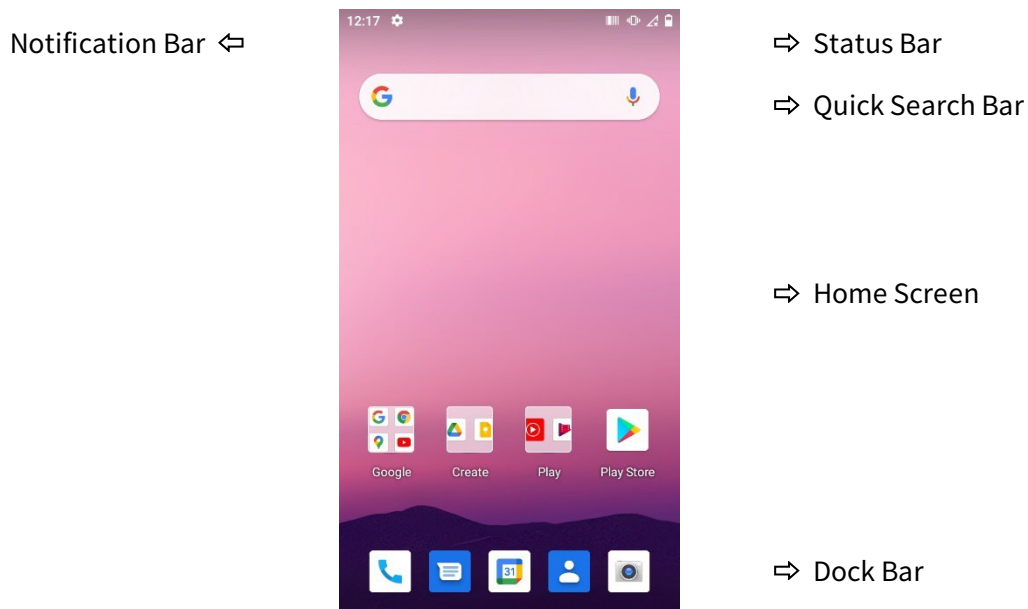 12:17
Notification Bar ⇦
⇨ Status Bar
⇨ Quick Search Bar
⇨ Home Screen
Google Create Play Play Store
31
⇨ Dock Bar